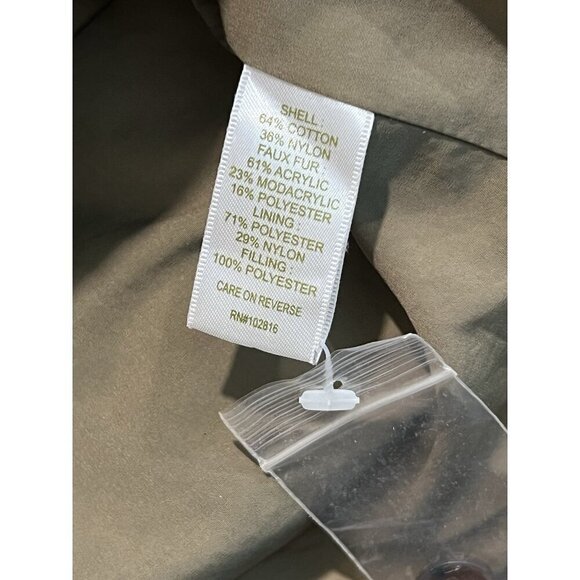 SHELL :
64% COTTON
36% NYLON
FAUX FUR :
61% ACRYLIC
23% MODACRYLIC
16% POLYESTER
LINING :
71% POLYESTER
29% NYLON
FILLING :
100% POLYESTER
CARE ON REVERSE
RN#102816